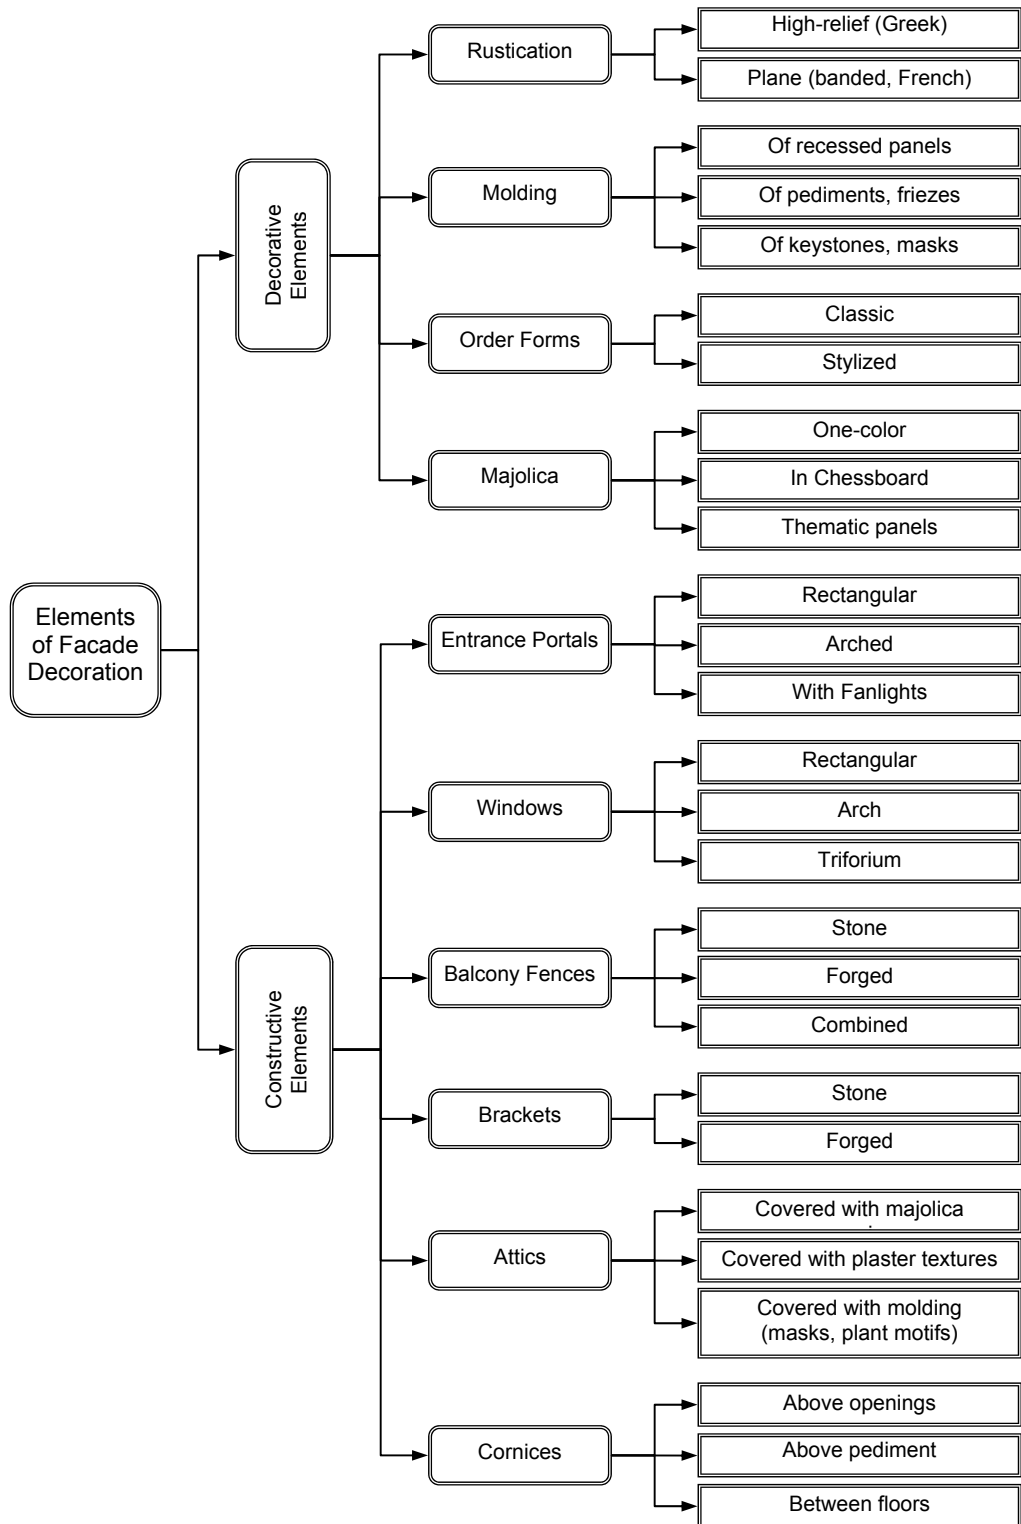 Elements
of Facade
Decoration
Decorative
Elements
Rustication
High-relief (Greek)
Plane (banded, French)
Molding
Of recessed panels
Of pediments, friezes
Of keystones, masks
Order Forms
Classic
Stylized
Majolica
One-color
In Chessboard
Thematic panels
Constructive
Elements
Entrance Portals
Rectangular
Arched
With Fanlights
Windows
Rectangular
Arch
Triforium
Balcony Fences
Stone
Forged
Combined
Brackets
Stone
Forged
Attics
Covered with majolica
Covered with plaster textures
Covered with molding
(masks, plant motifs)
Cornices
Above openings
Above pediment
Between floors